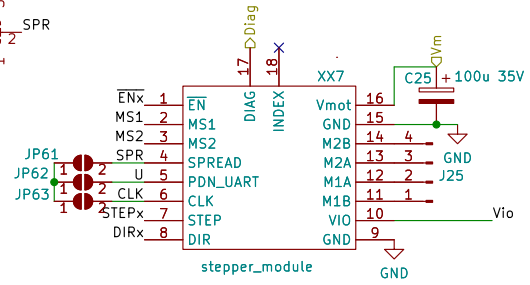 SPR
2
1
Diag
17
18
XX7
Vm
C25
+
100u 35V
DIAG
INDEX
ENx 1 EN Vmot 16
MS1 2 MS1 GND 15
MS2 3 MS2 M2B 14 4
GND
JP61 1 2 SPR 4 SPREAD M2A 13 3
JP62 1 2 U 5 PDN_UART M1A 12 2 J25
JP63 1 2 CLK 6 CLK M1B 11 1
STEPx 7 STEP VIO 10 Vio
DIRx 8 DIR GND 9
stepper_module
GND